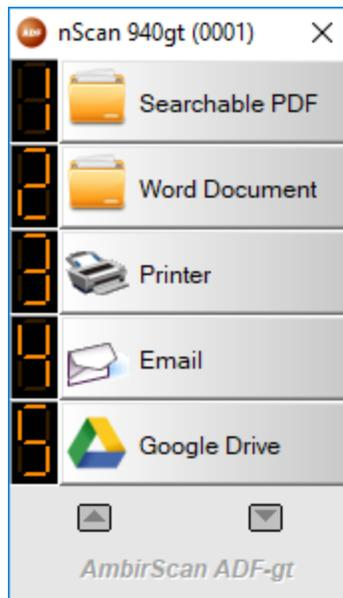 ADF nScan 940gt (0001)
1 Searchable PDF
2 Word Document
3 Printer
4 Email
5 Google Drive
AmbirScan ADF-gt